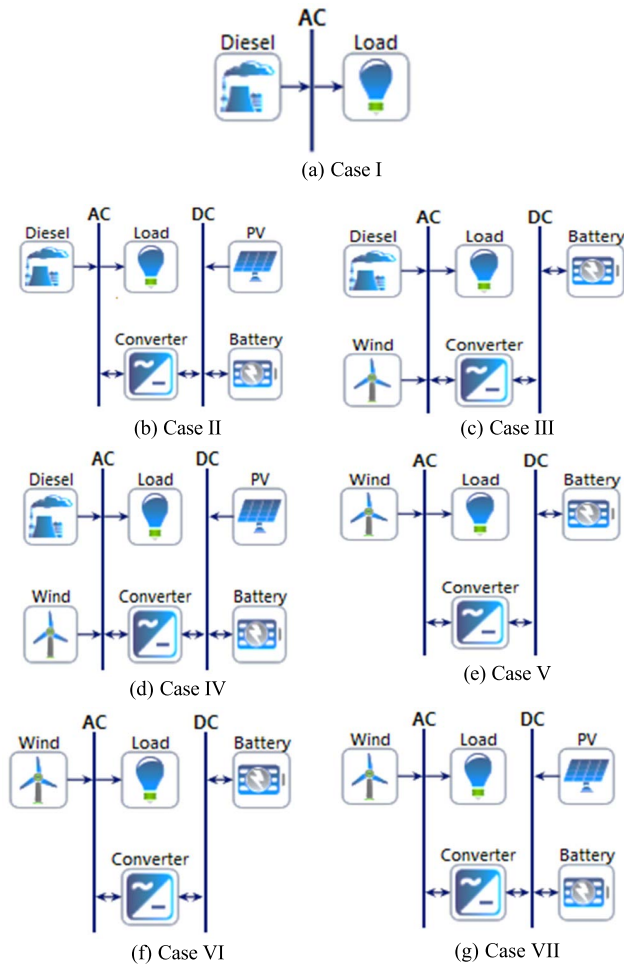 AC
Diesel Load
(a) Case I
AC DC
Diesel Load PV
Converter Battery
(b) Case II
AC DC
Diesel Load Battery
Wind Converter
(c) Case III
AC DC
Diesel Load PV
Wind Converter Battery
(d) Case IV
AC DC
Wind Load Battery
Converter
(e) Case V
AC DC
Wind Load Battery
Converter
(f) Case VI
AC DC
Wind Load PV
Converter Battery
(g) Case VII